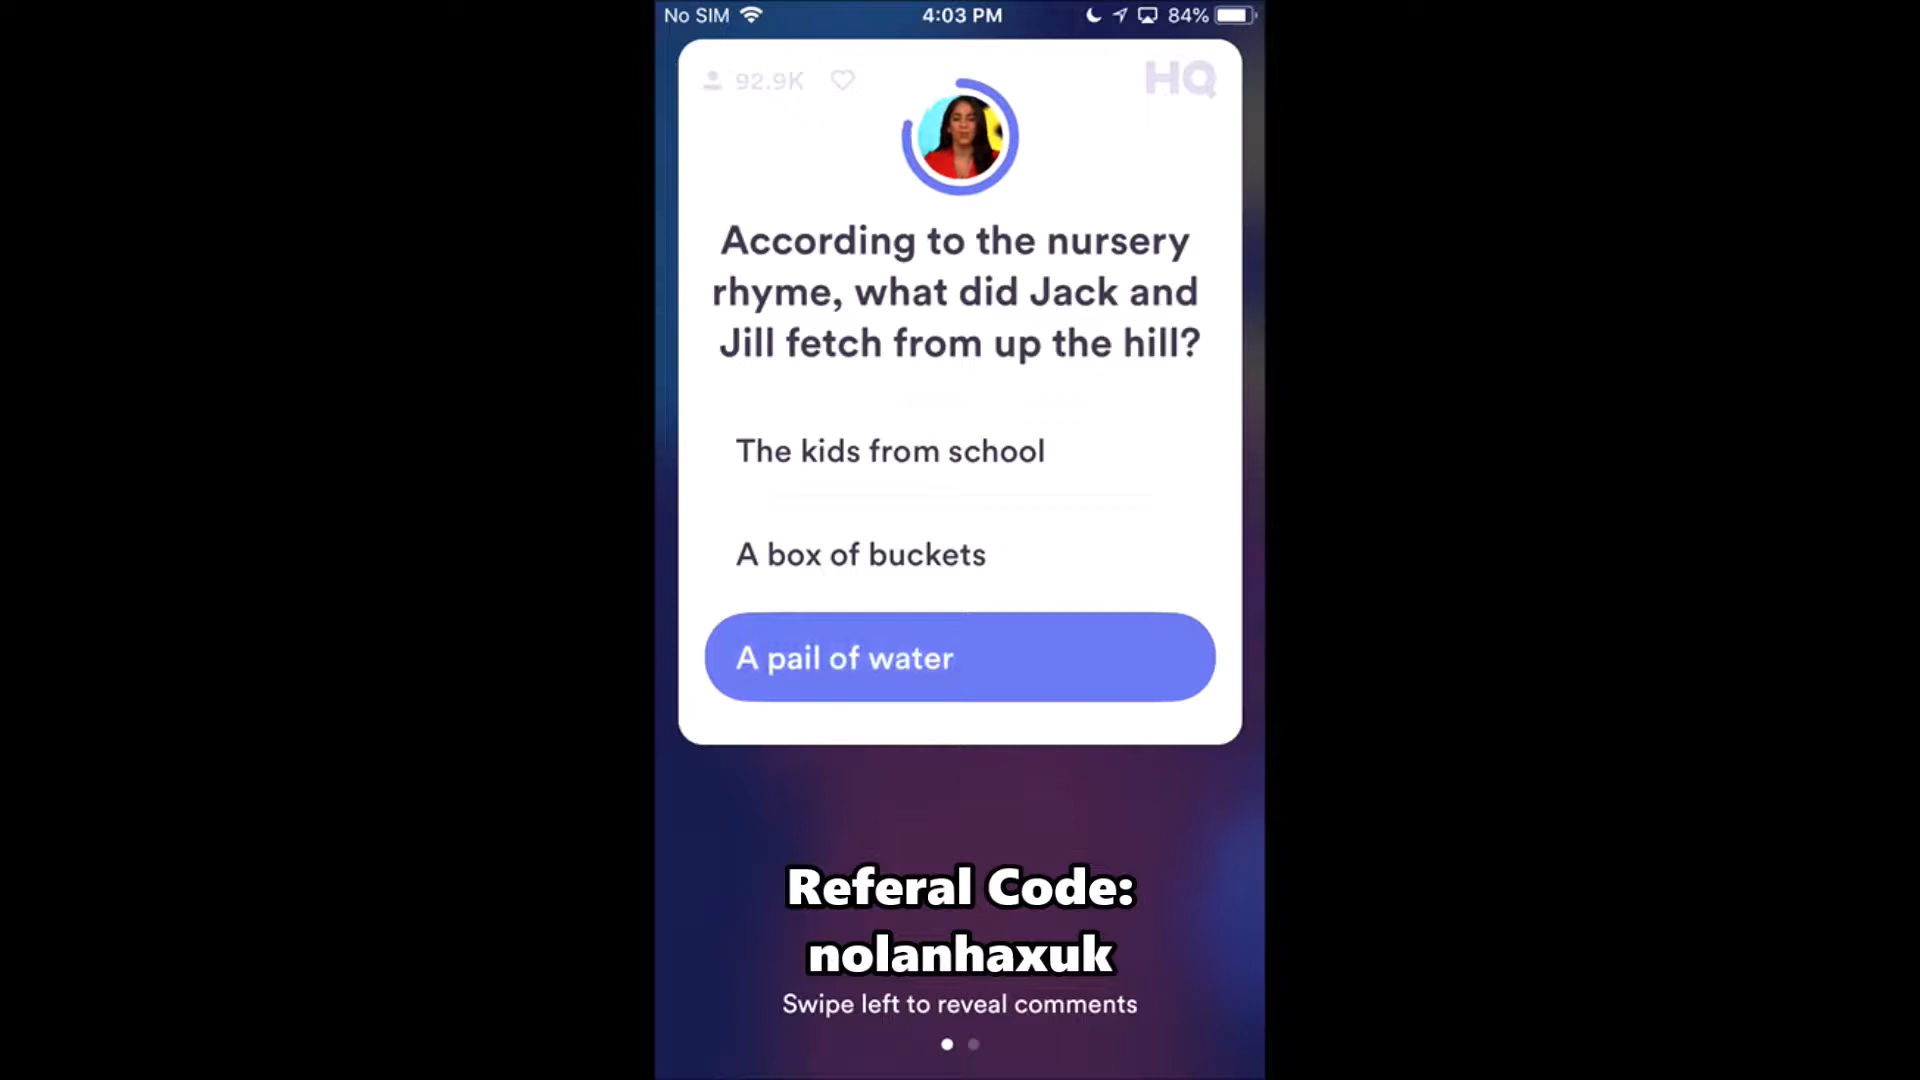 No SIM 4:03 PM 84%
92.9K HQ
According to the nursery
rhyme, what did Jack and
Jill fetch from up the hill?
The kids from school
A box of buckets
A pail of water
Referal Code:
nolanhaxuk
Swipe left to reveal comments